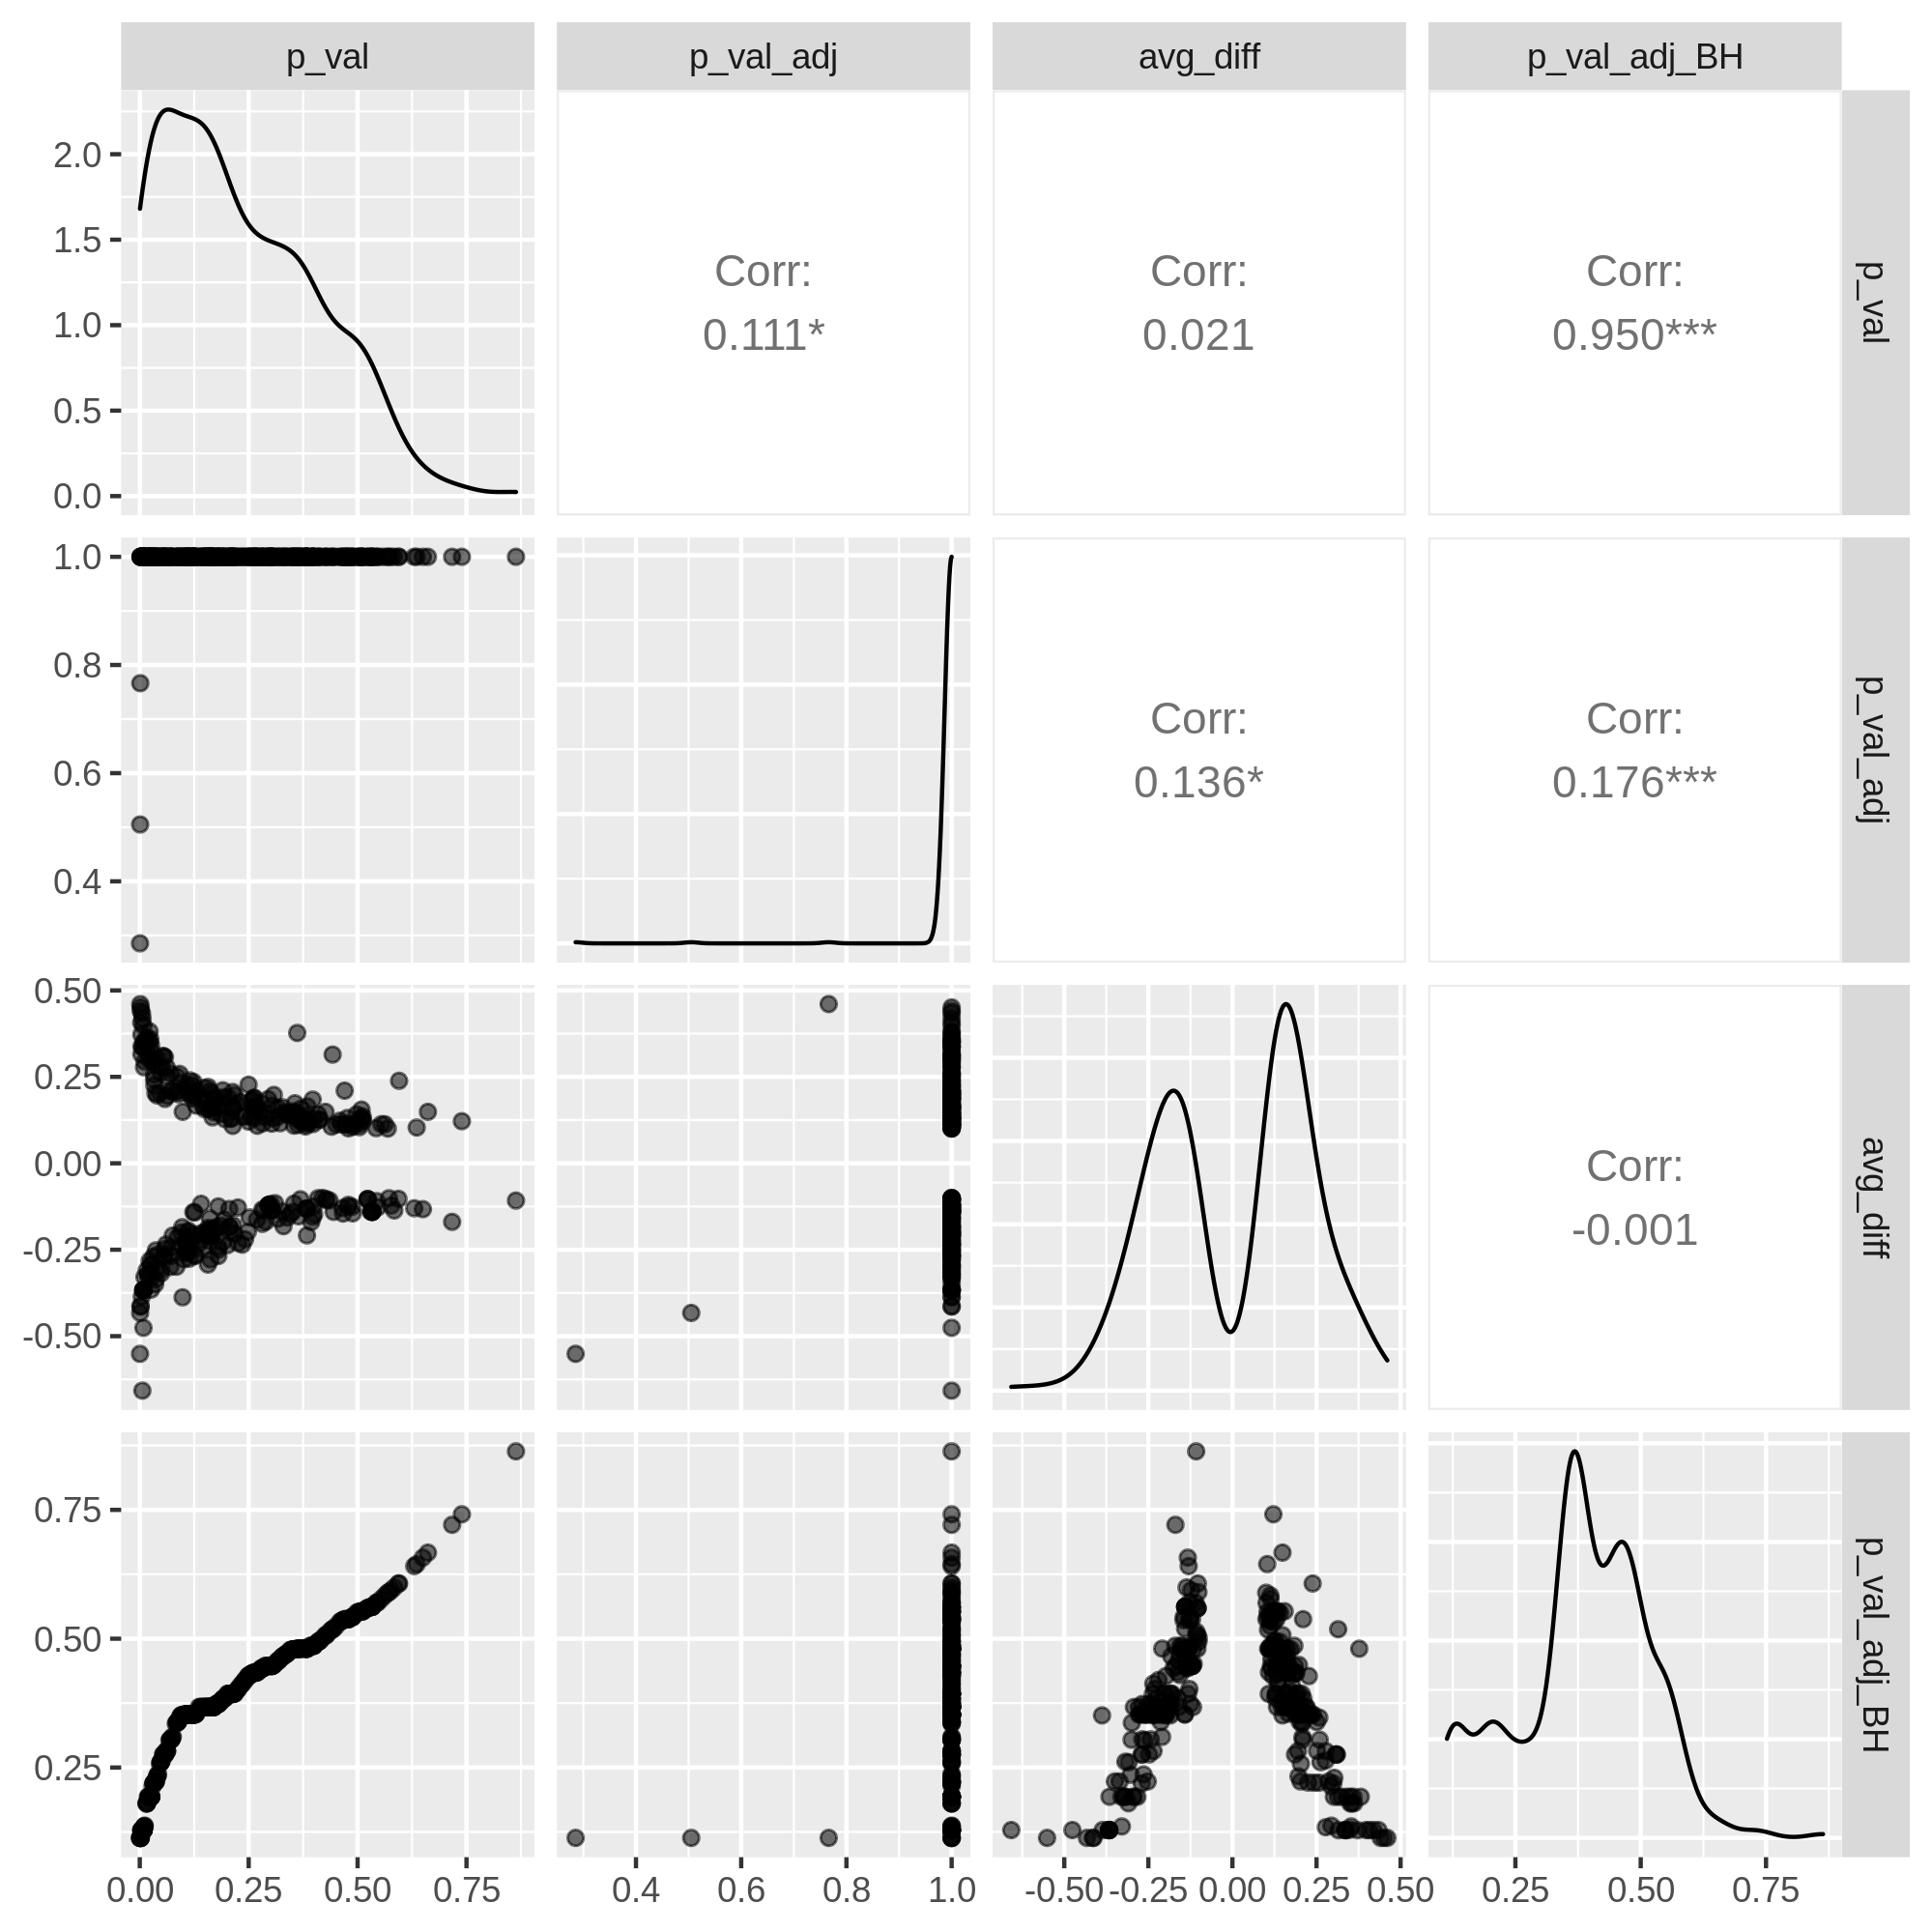 p_val p_val_adj avg_diff p_val_adj_BH
2.0
1.5
1.0
0.5
0.0
Corr:
0.111*
Corr:
0.021
Corr:
0.950***
p_val
1.0
0.8
0.6
0.4
Corr:
0.136*
Corr:
0.176***
p_val_adj
0.50
0.25
0.00
-0.25
-0.50
Corr:
-0.001
avg_diff
0.75
0.50
0.25
p_val_adj_BH
0.00 0.25 0.50 0.75 0.4 0.6 0.8 1.0 -0.50 -0.25 0.00 0.25 0.50 0.25 0.50 0.75